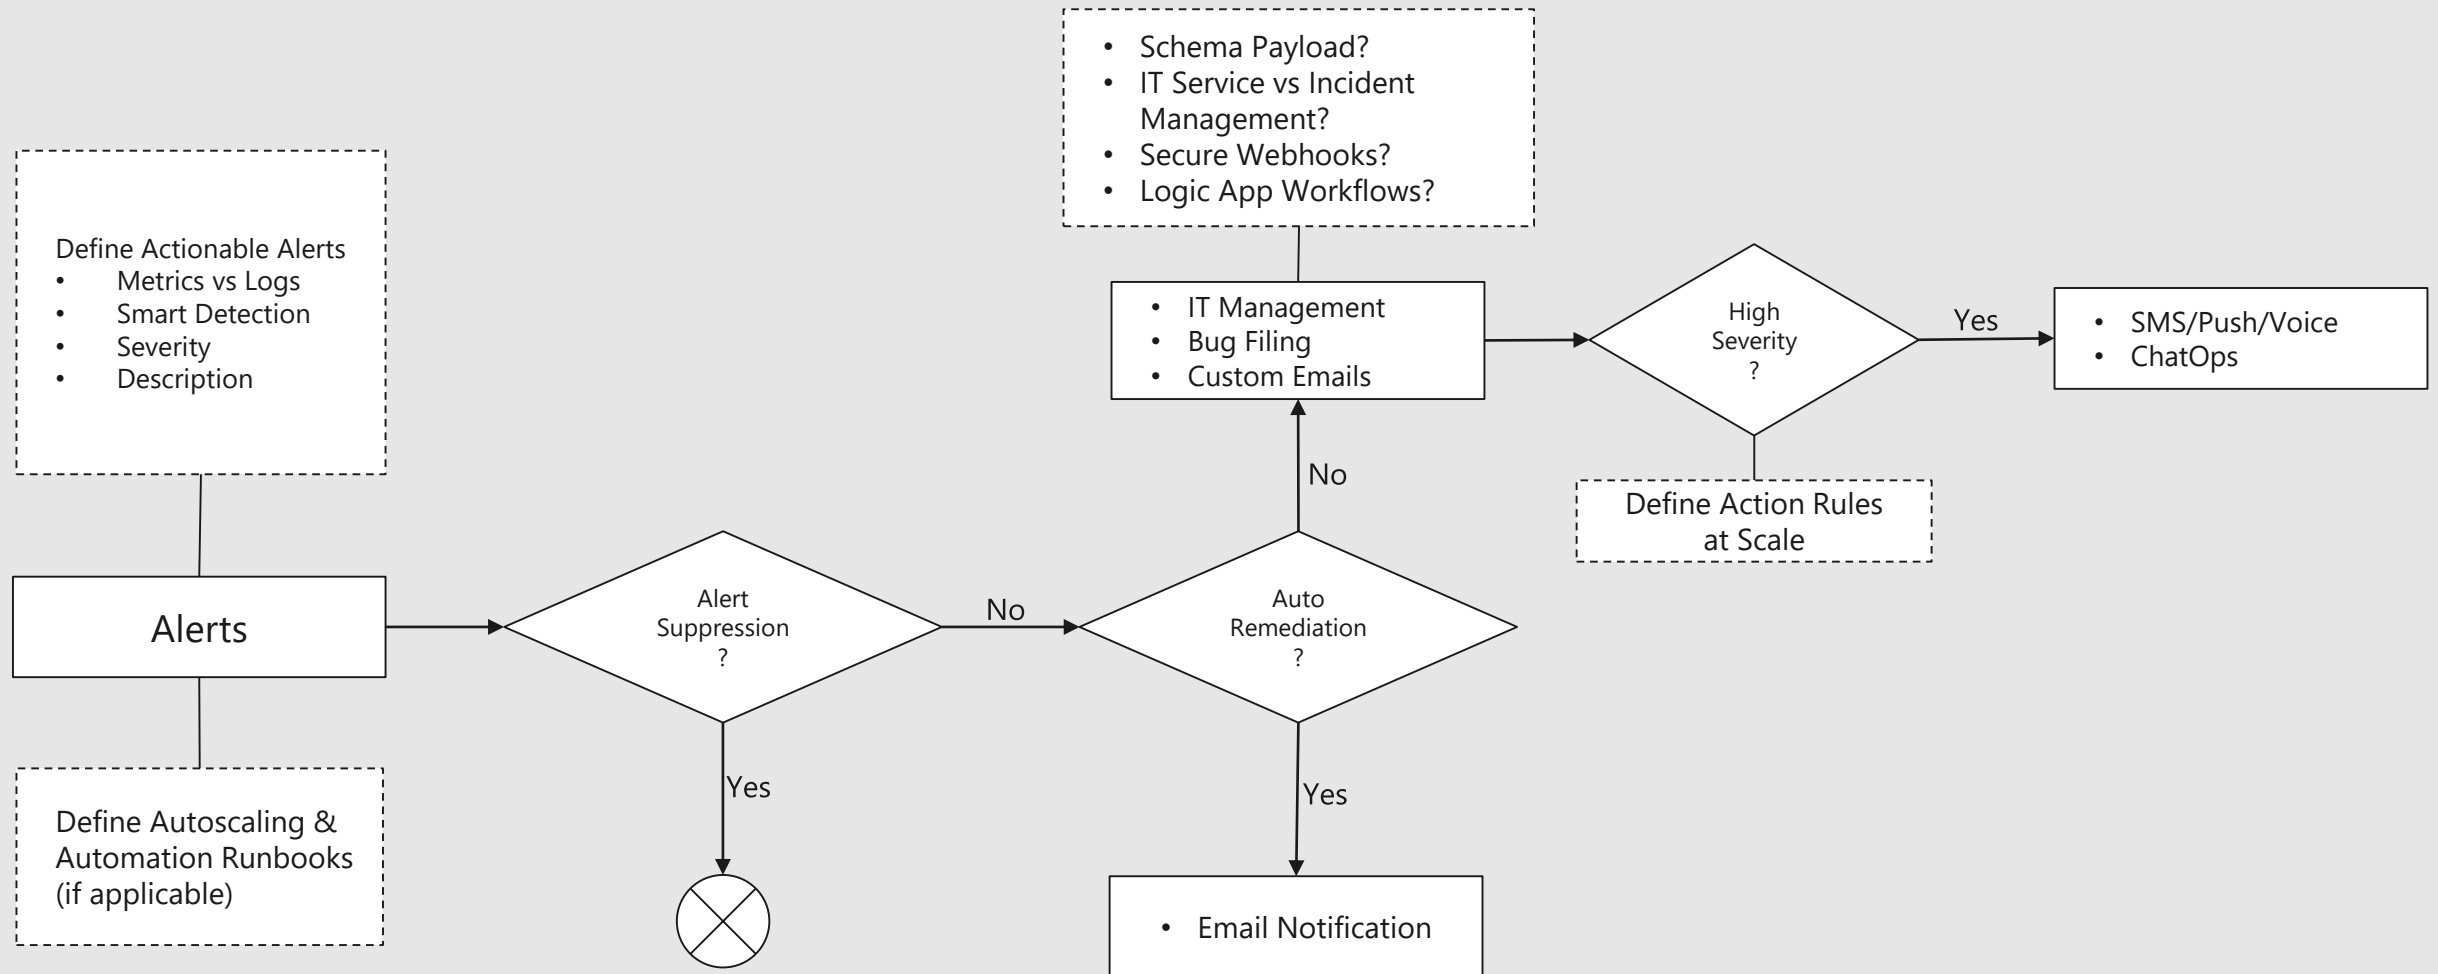 • Schema Payload?
• IT Service vs Incident
Management?
• Secure Webhooks?
• Logic App Workflows?
Define Actionable Alerts
• Metrics vs Logs
• Smart Detection
• Severity
• Description
• IT Management
• Bug Filing
• Custom Emails
High
Severity
?
Yes
• SMS/Push/Voice
• ChatOps
No
Define Action Rules
at Scale
Alerts
Alert
Suppression
?
No
Auto
Remediation
?
Yes
Yes
Define Autoscaling &
Automation Runbooks
(if applicable)
• Email Notification